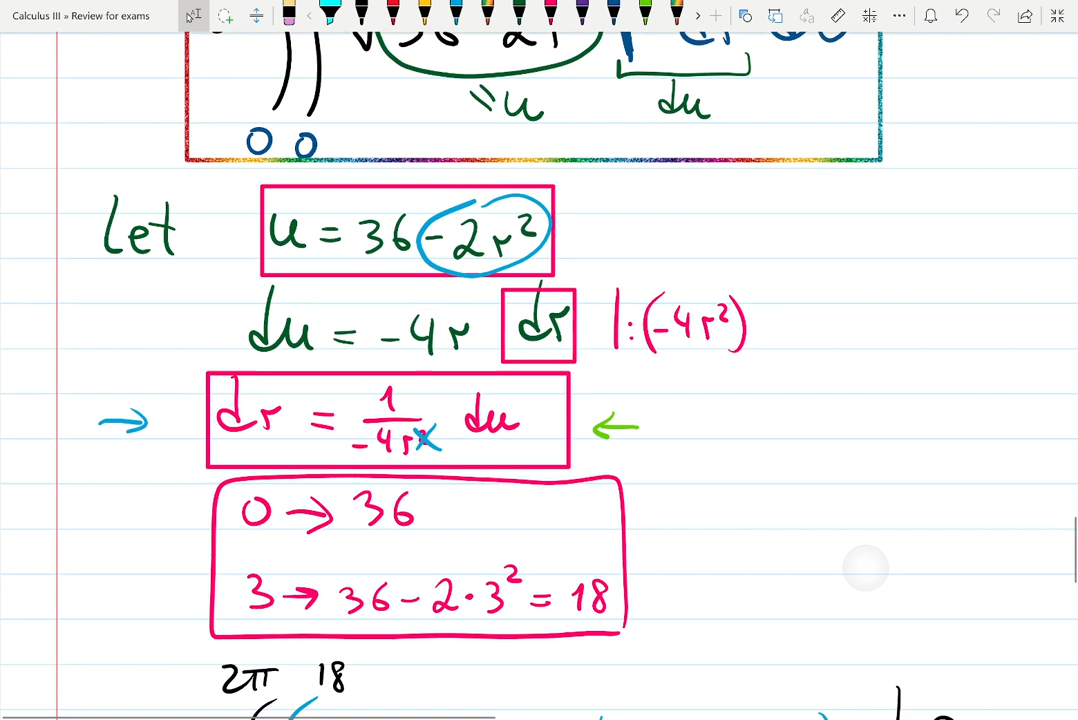 Calculus III » Review for exams
= u du
0 0
Let u = 36 - 2r²
du = -4r dr |:(-4r²)
→ dr = 1/-4r du ←
0 → 36
3 → 36 - 2·3² = 18
2π 18